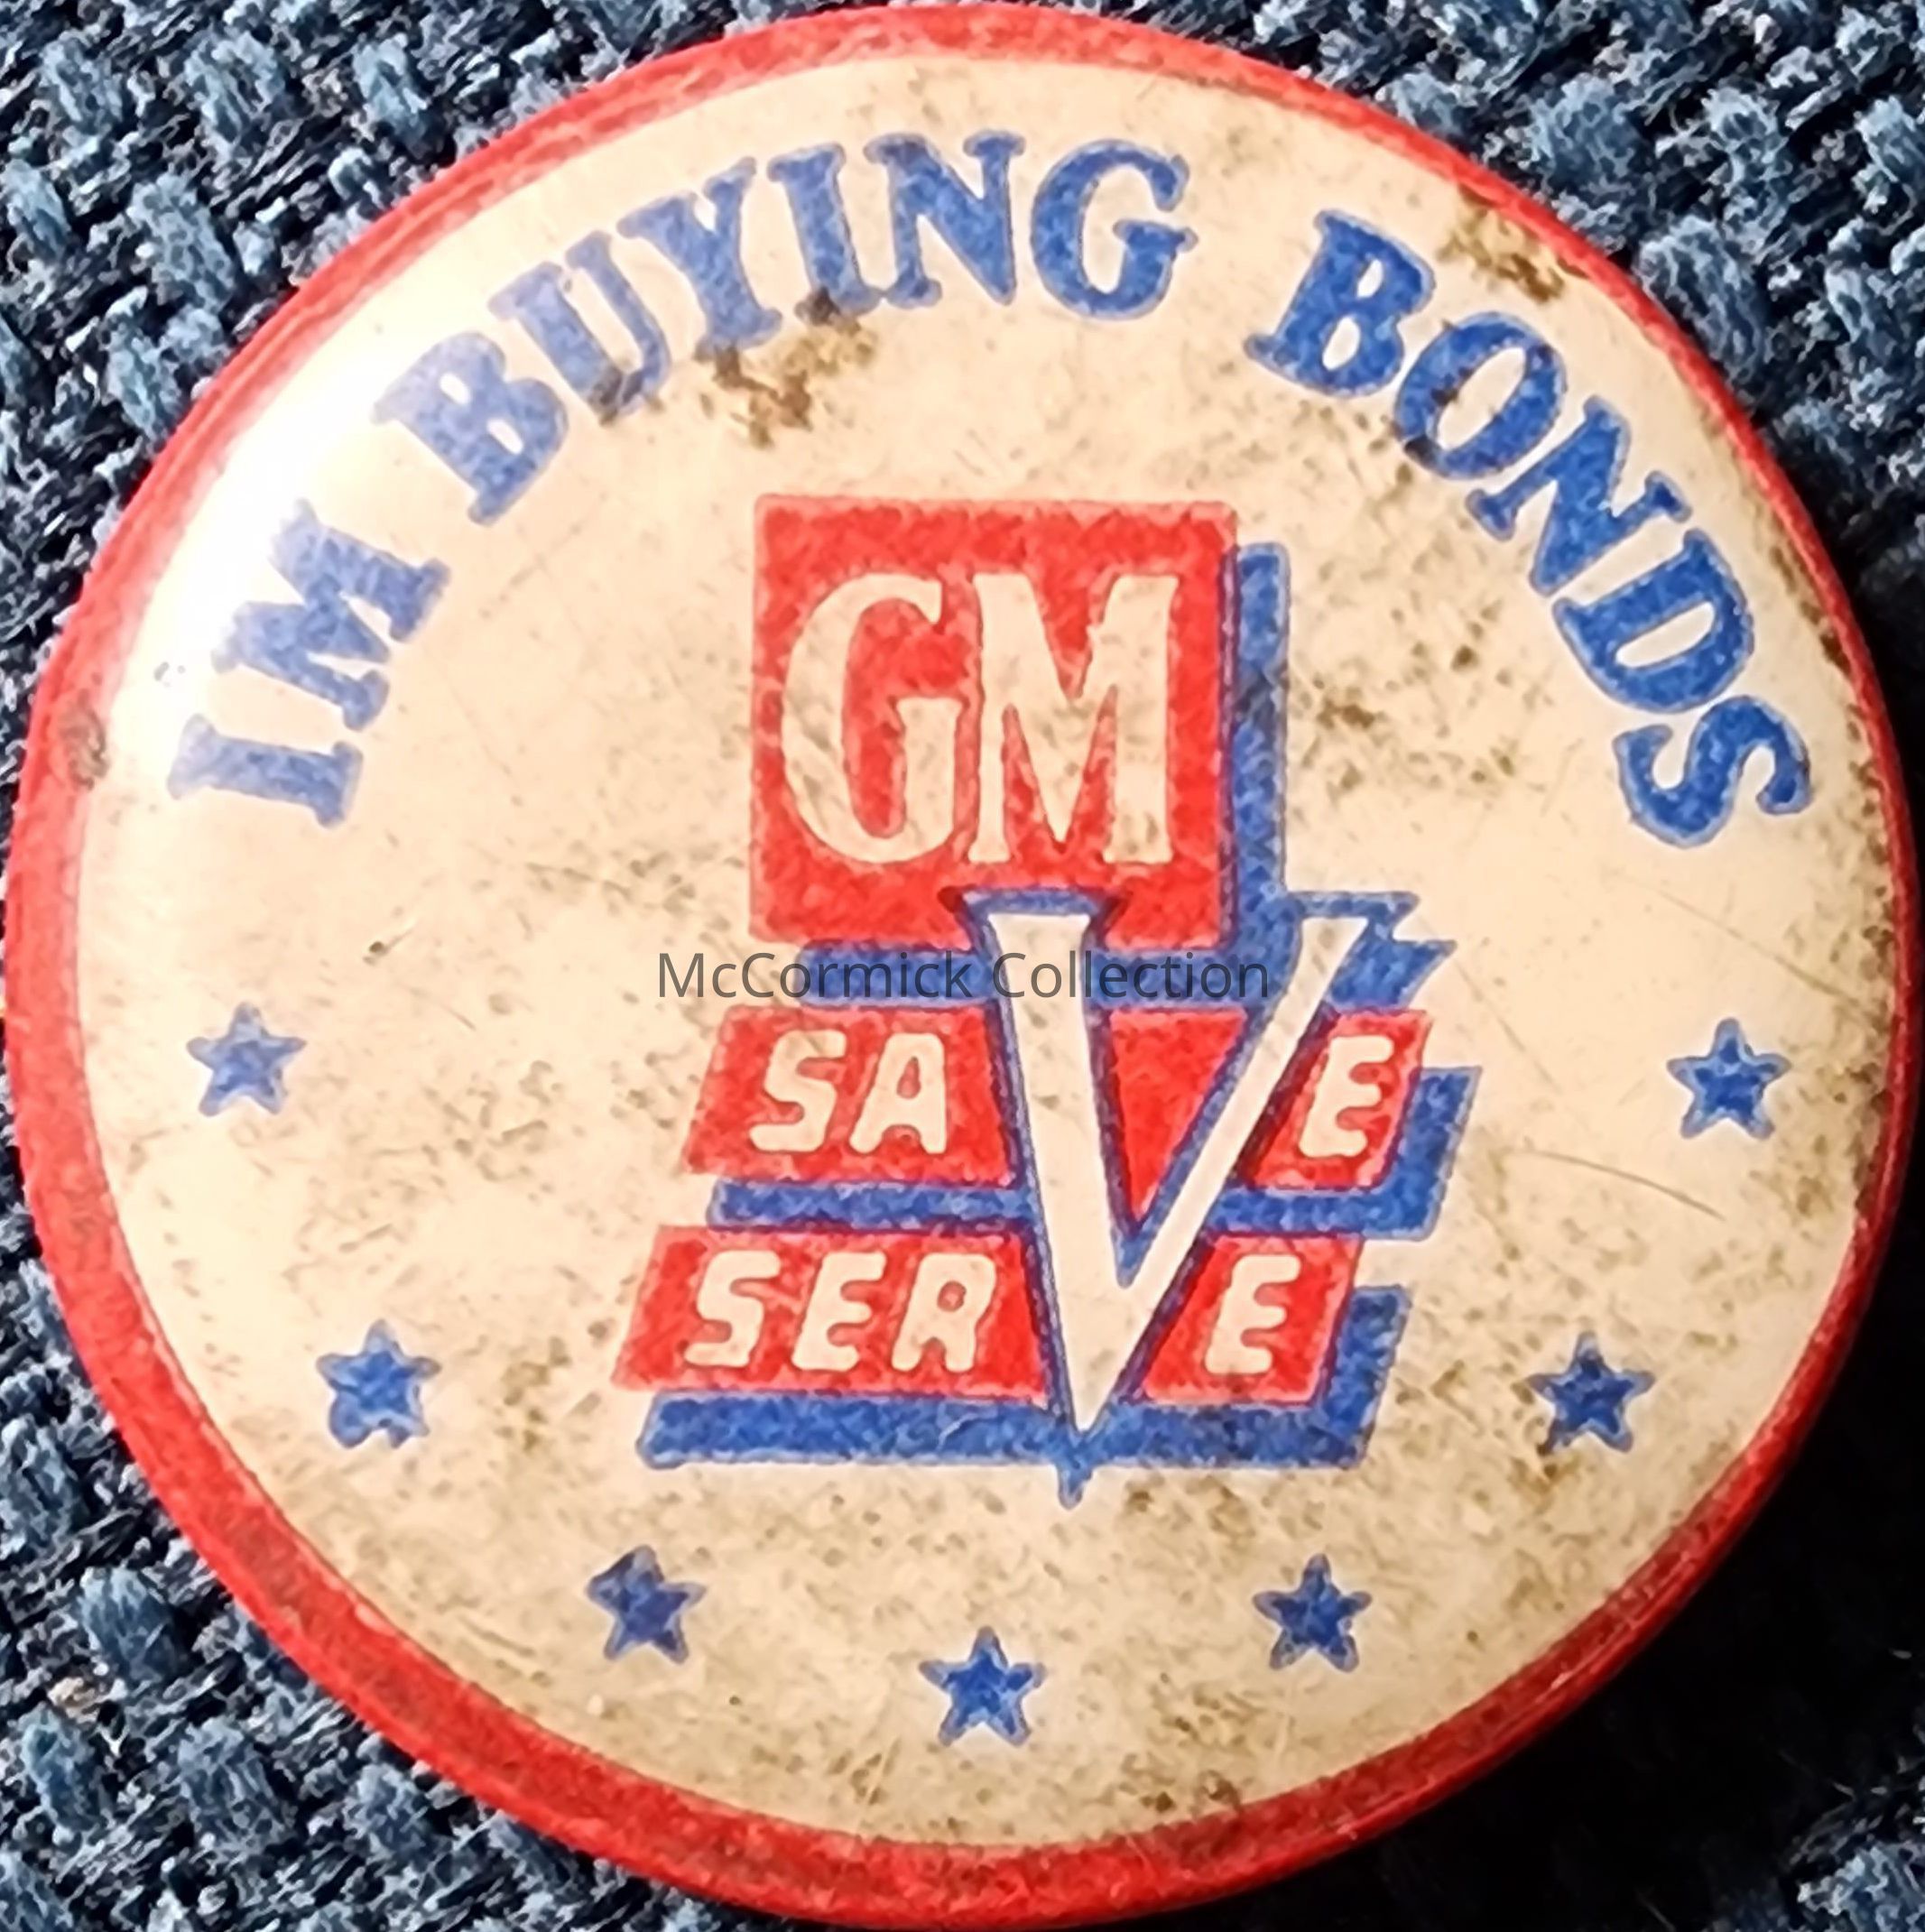 IM BUYING BONDS
GM
McCormick Collection
SAVE
SERVE